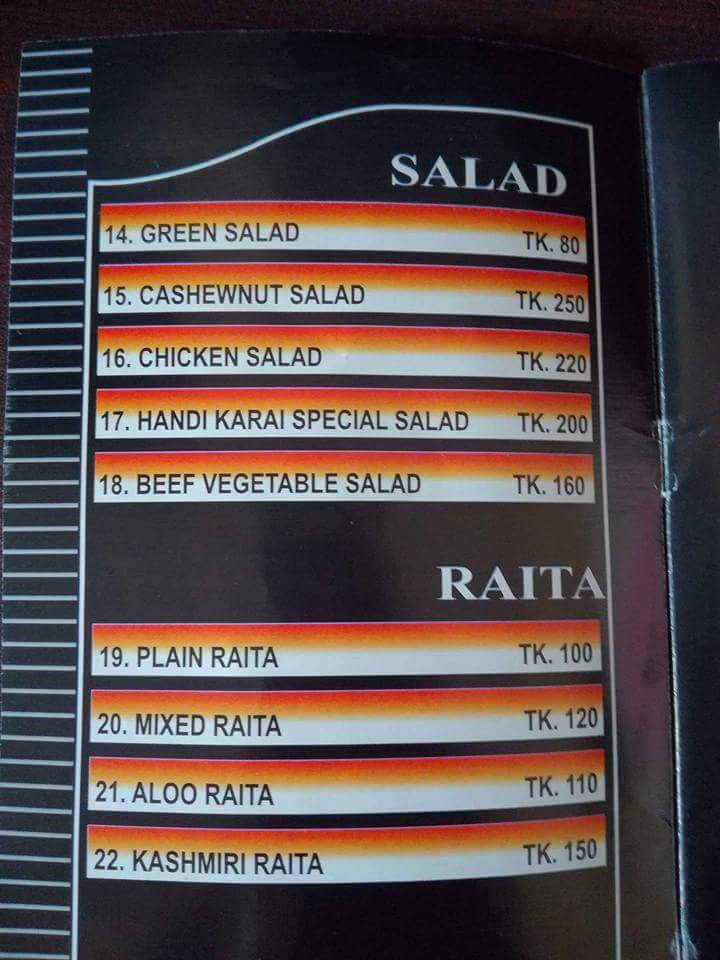 SALAD
14. GREEN SALAD TK. 80
15. CASHEWNUT SALAD TK. 250
16. CHICKEN SALAD TK. 220
17. HANDI KARAI SPECIAL SALAD TK. 200
18. BEEF VEGETABLE SALAD TK. 160
RAITA
19. PLAIN RAITA TK. 100
20. MIXED RAITA TK. 120
21. ALOO RAITA TK. 110
22. KASHMIRI RAITA TK. 150